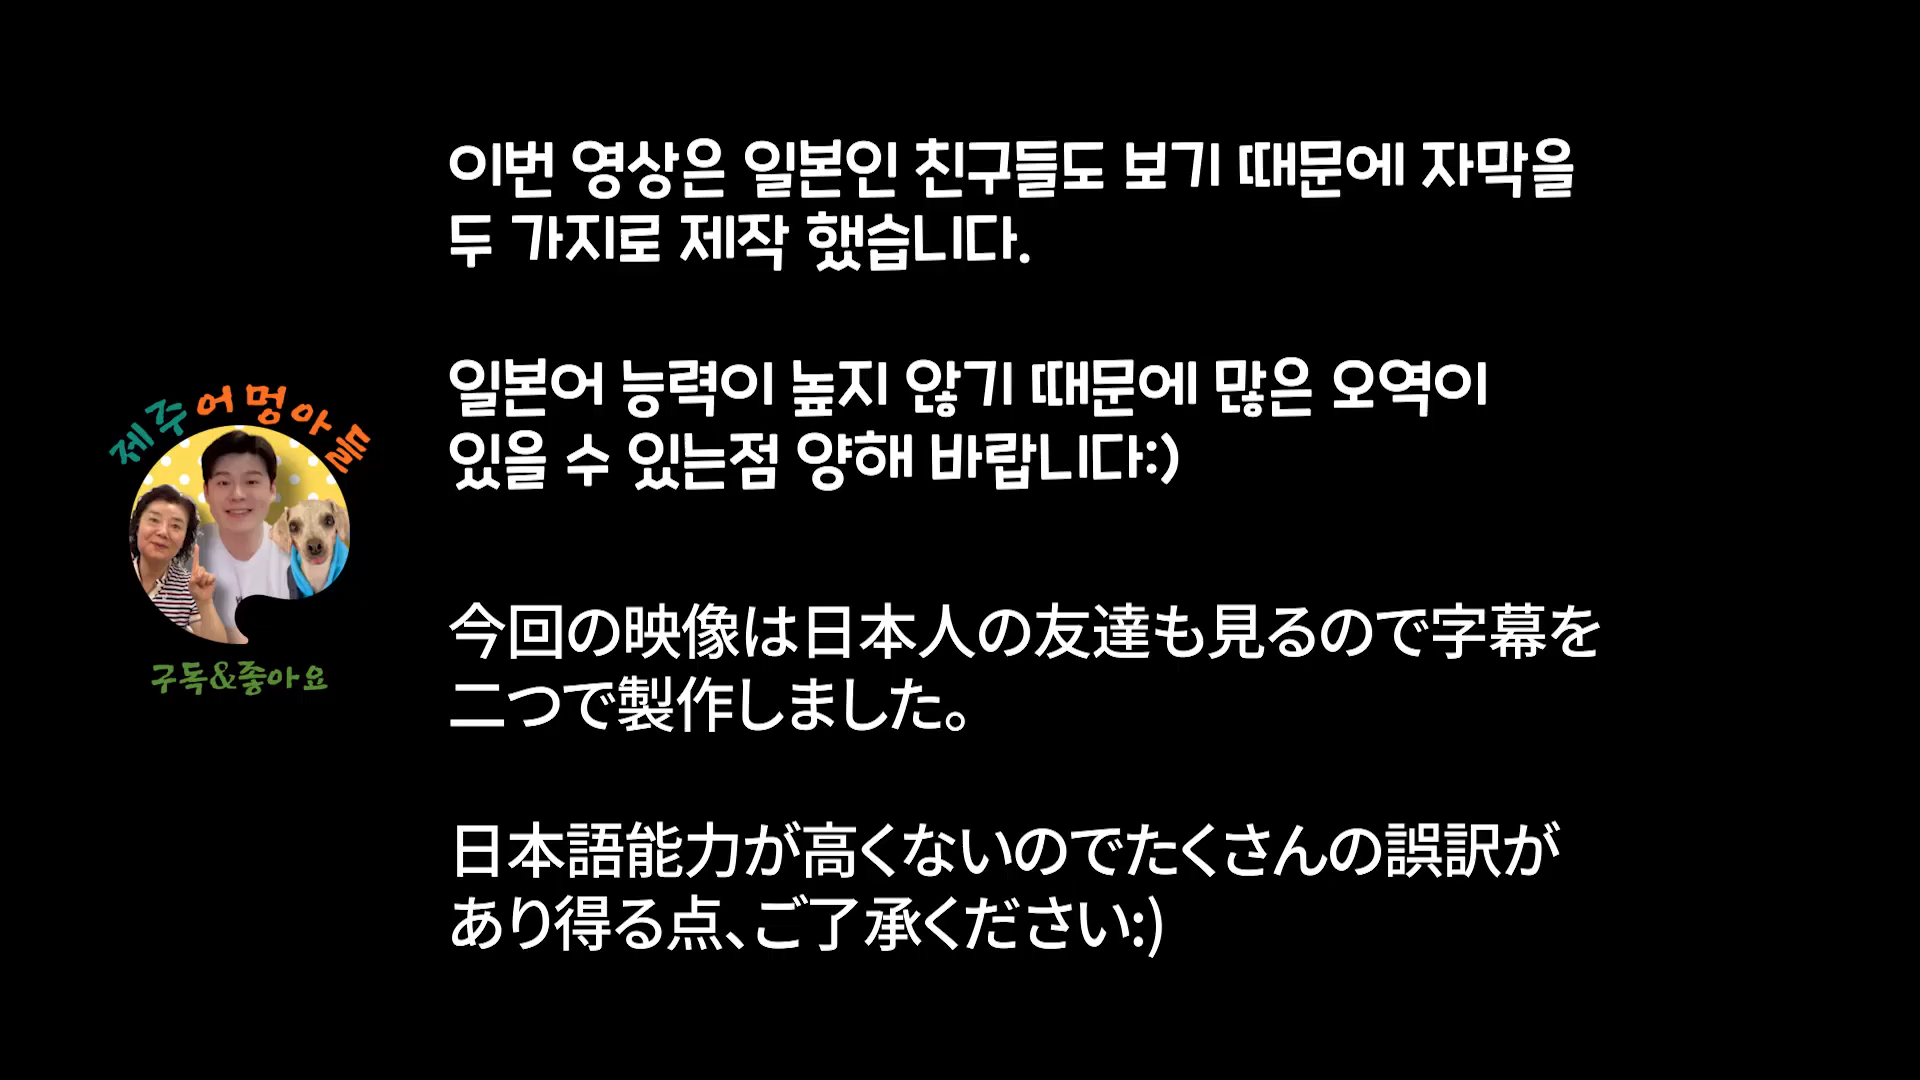 이번 영상은 일본인 친구들도 보기 때문에 자막을
두 가지로 제작 했습니다.
일본어 능력이 높지 않기 때문에 많은 오역이
있을 수 있는점 양해 바랍니다:)
제주어멍아들
구독&좋아요
今回の映像は日本人の友達も見るので字幕を
二つで製作しました。
日本語能力が高くないのでたくさんの誤訳が
あり得る点、ご了承ください:)